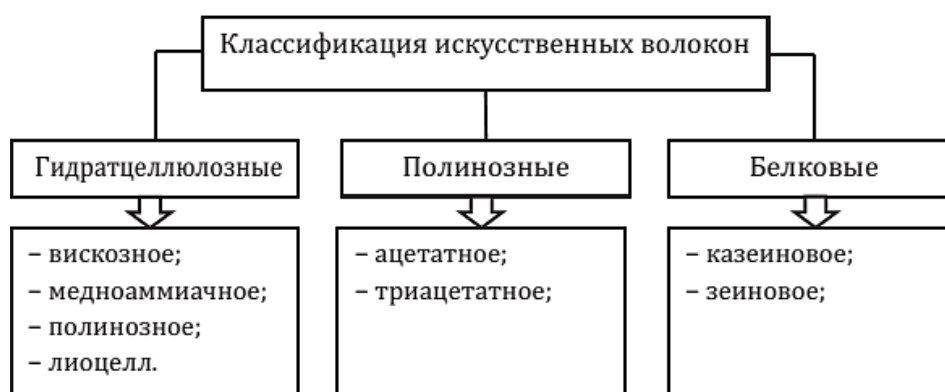 Классификация искусственных волокон
Гидратцеллюлозные
– вискозное;
– медноаммиачное;
– полинозное;
– лиоцелл.
Полинозные
– ацетатное;
– триацетатное;
Белковые
– казеиновое;
– зеиновое;